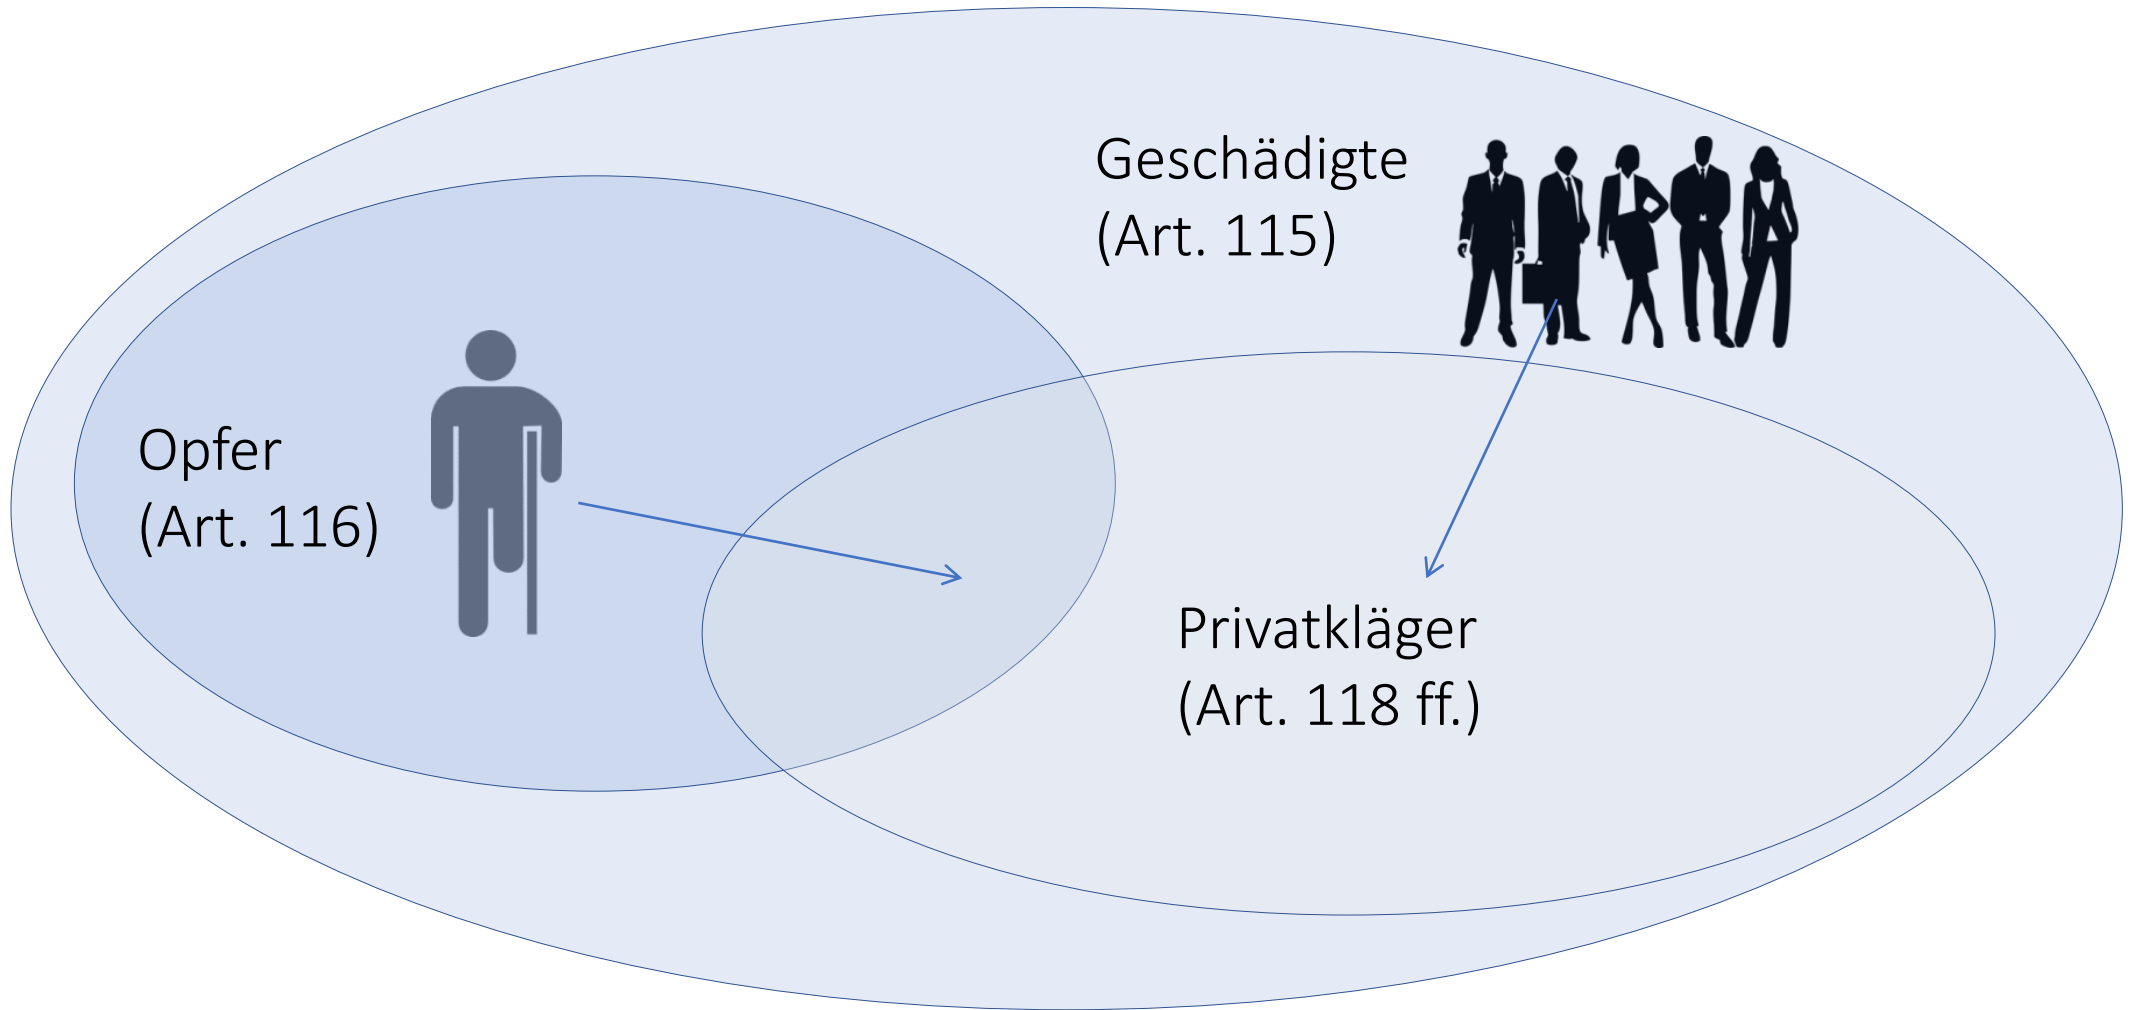 Geschädigte
(Art. 115)
Opfer
(Art. 116)
Privatkläger
(Art. 118 ff.)